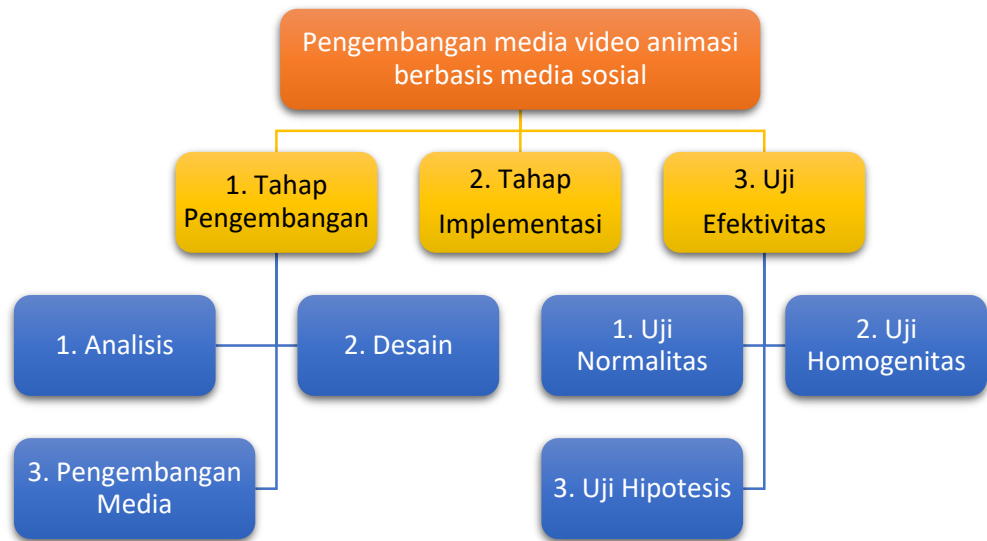 Pengembangan media video animasi
berbasis media sosial
1. Tahap
Pengembangan
2. Tahap
Implementasi
3. Uji
Efektivitas
1. Analisis
2. Desain
3. Pengembangan
Media
1. Uji
Normalitas
2. Uji
Homogenitas
3. Uji Hipotesis